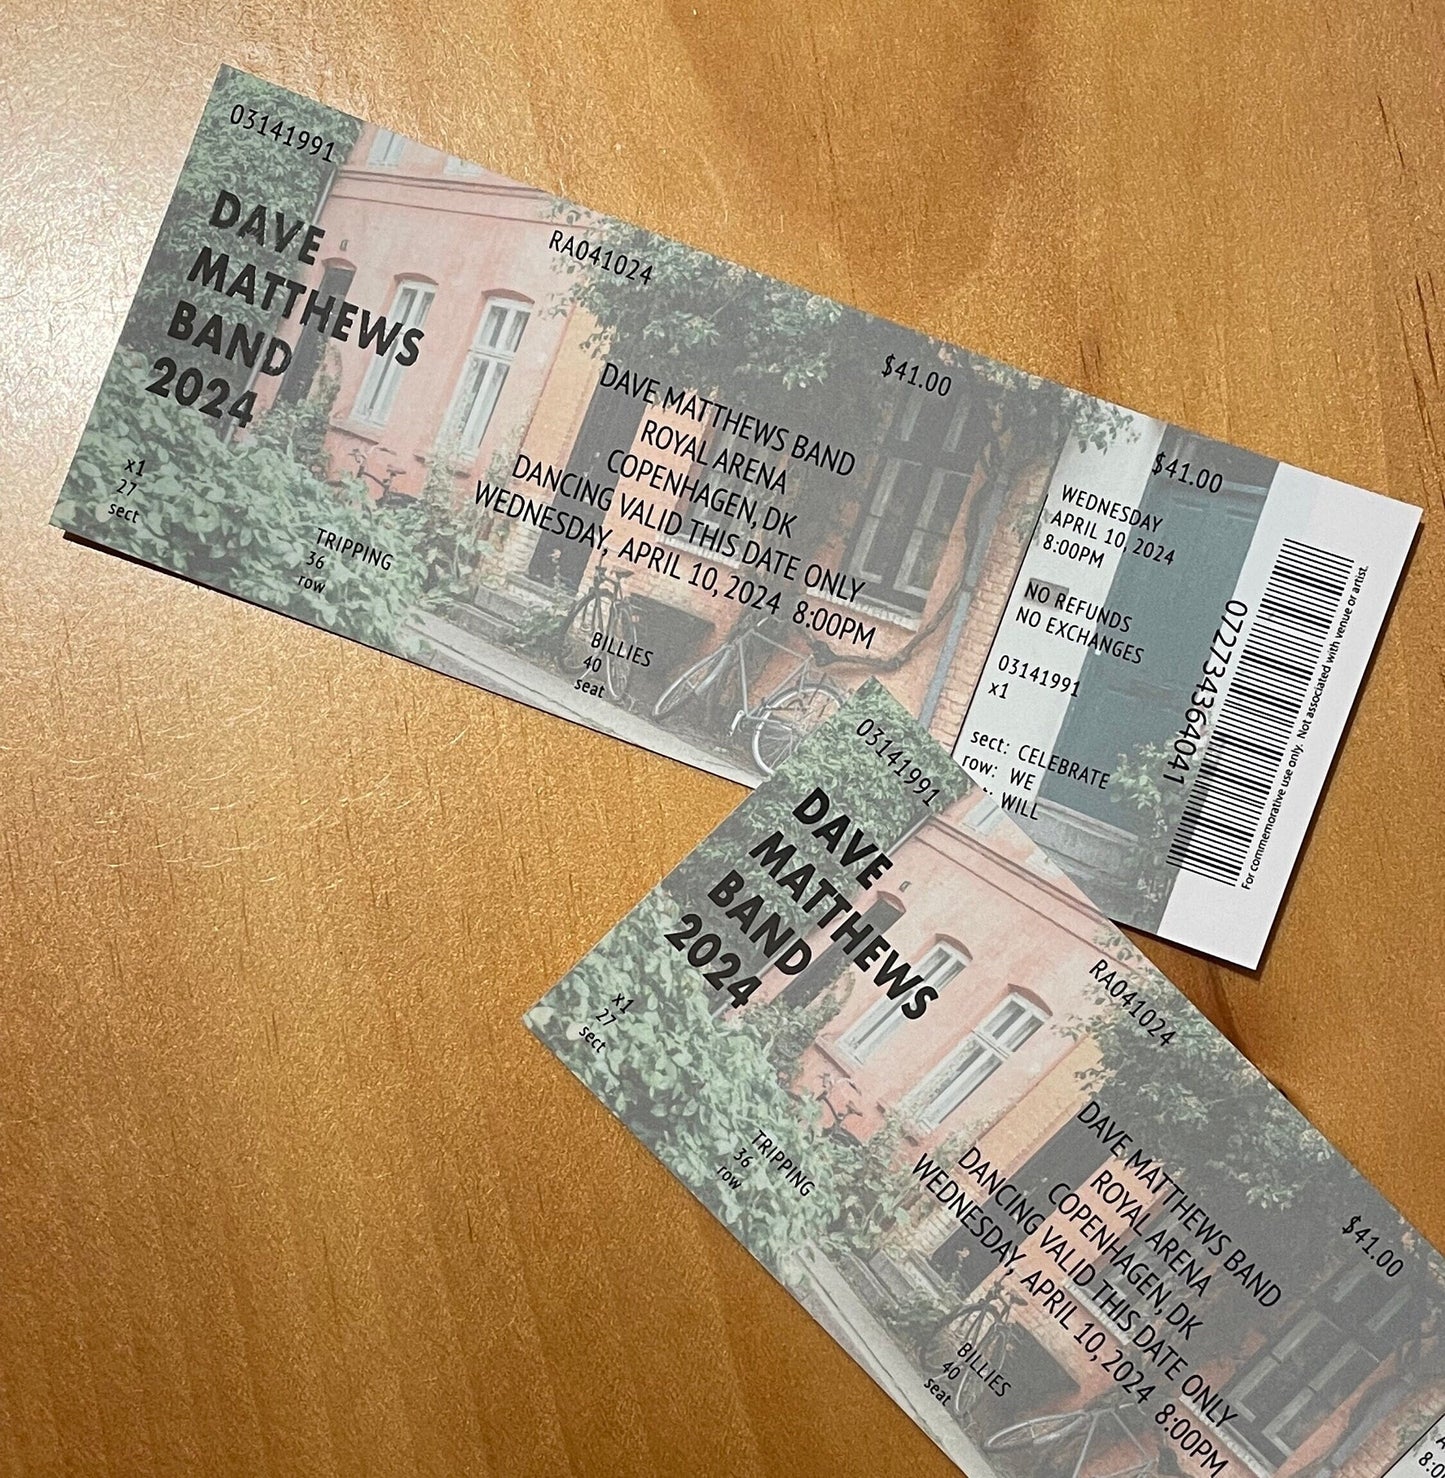 03141991
DAVE
MATTHEWS
BAND
2024
x1
27
sect
TRIPPING
36
row
RA041024
$41.00
DAVE MATTHEWS BAND
ROYAL ARENA
COPENHAGEN, DK
DANCING VALID THIS DATE ONLY
WEDNESDAY, APRIL 10, 2024 8:00PM
BILLIES
40
seat
$41.00
WEDNESDAY
APRIL 10, 2024
8:00PM
NO REFUNDS
NO EXCHANGES
03141991
x1
sect: CELEBRATE
row: WE
WILL
072734364041
For commemorative use only. Not associated with venue or artist.
03141991
DAVE
MATTHEWS
BAND
2024
x1
27
sect
TRIPPING
36
row
RA041024
$41.00
DAVE MATTHEWS BAND
ROYAL ARENA
COPENHAGEN, DK
DANCING VALID THIS DATE ONLY
WEDNESDAY, APRIL 10, 2024 8:00PM
BILLIES
40
seat